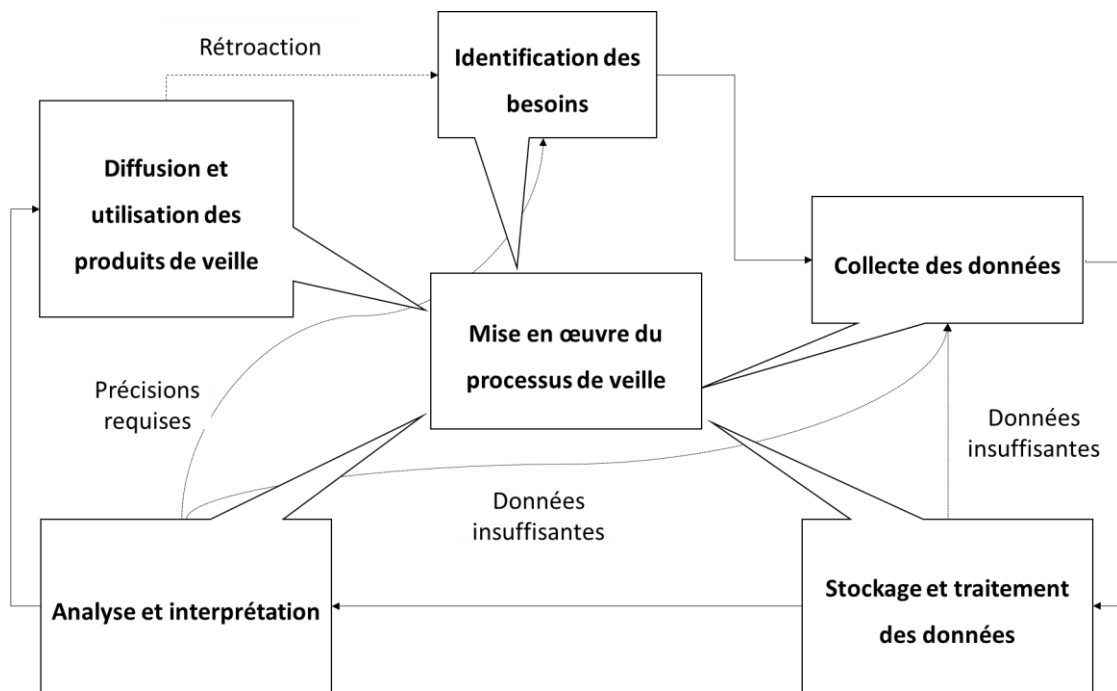 Rétroaction
Identification des
besoins
Diffusion et
utilisation des
produits de veille
Collecte des données
Mise en œuvre du
processus de veille
Précisions
requises
Données
insuffisantes
Données
insuffisantes
Analyse et interprétation
Stockage et traitement
des données